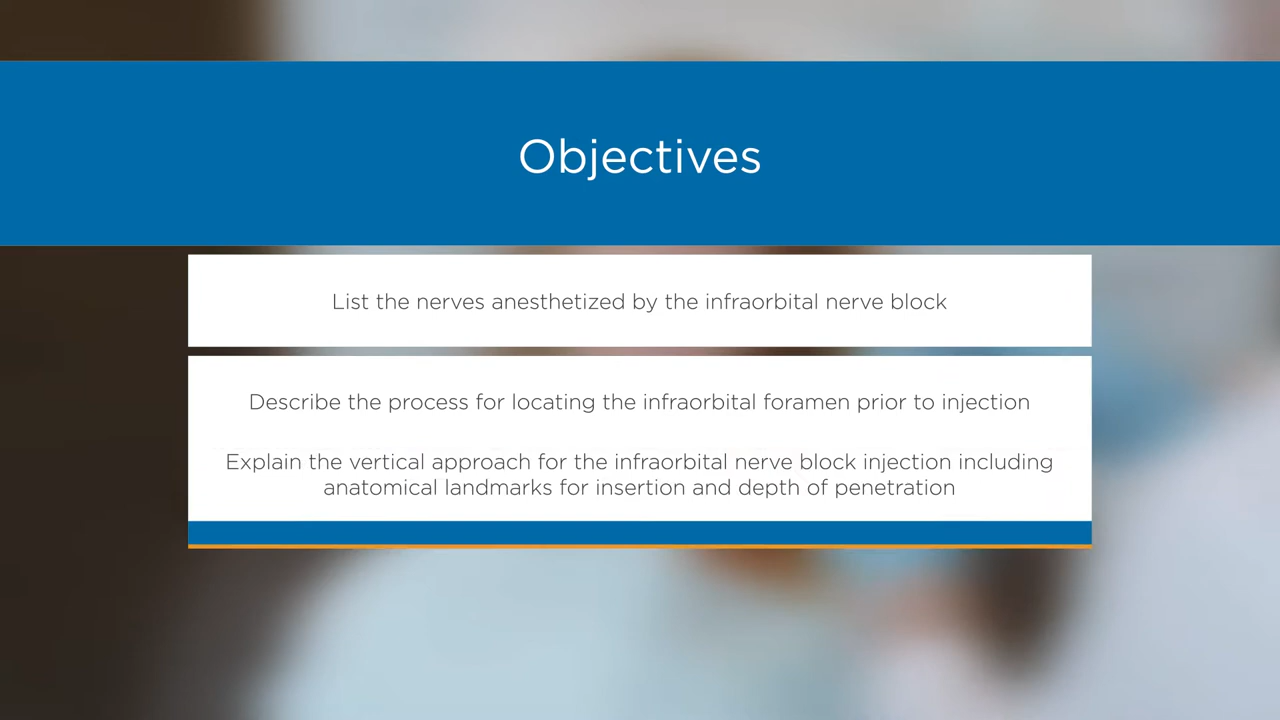 Objectives
List the nerves anesthetized by the infraorbital nerve block
Describe the process for locating the infraorbital foramen prior to injection
Explain the vertical approach for the infraorbital nerve block injection including
anatomical landmarks for insertion and depth of penetration